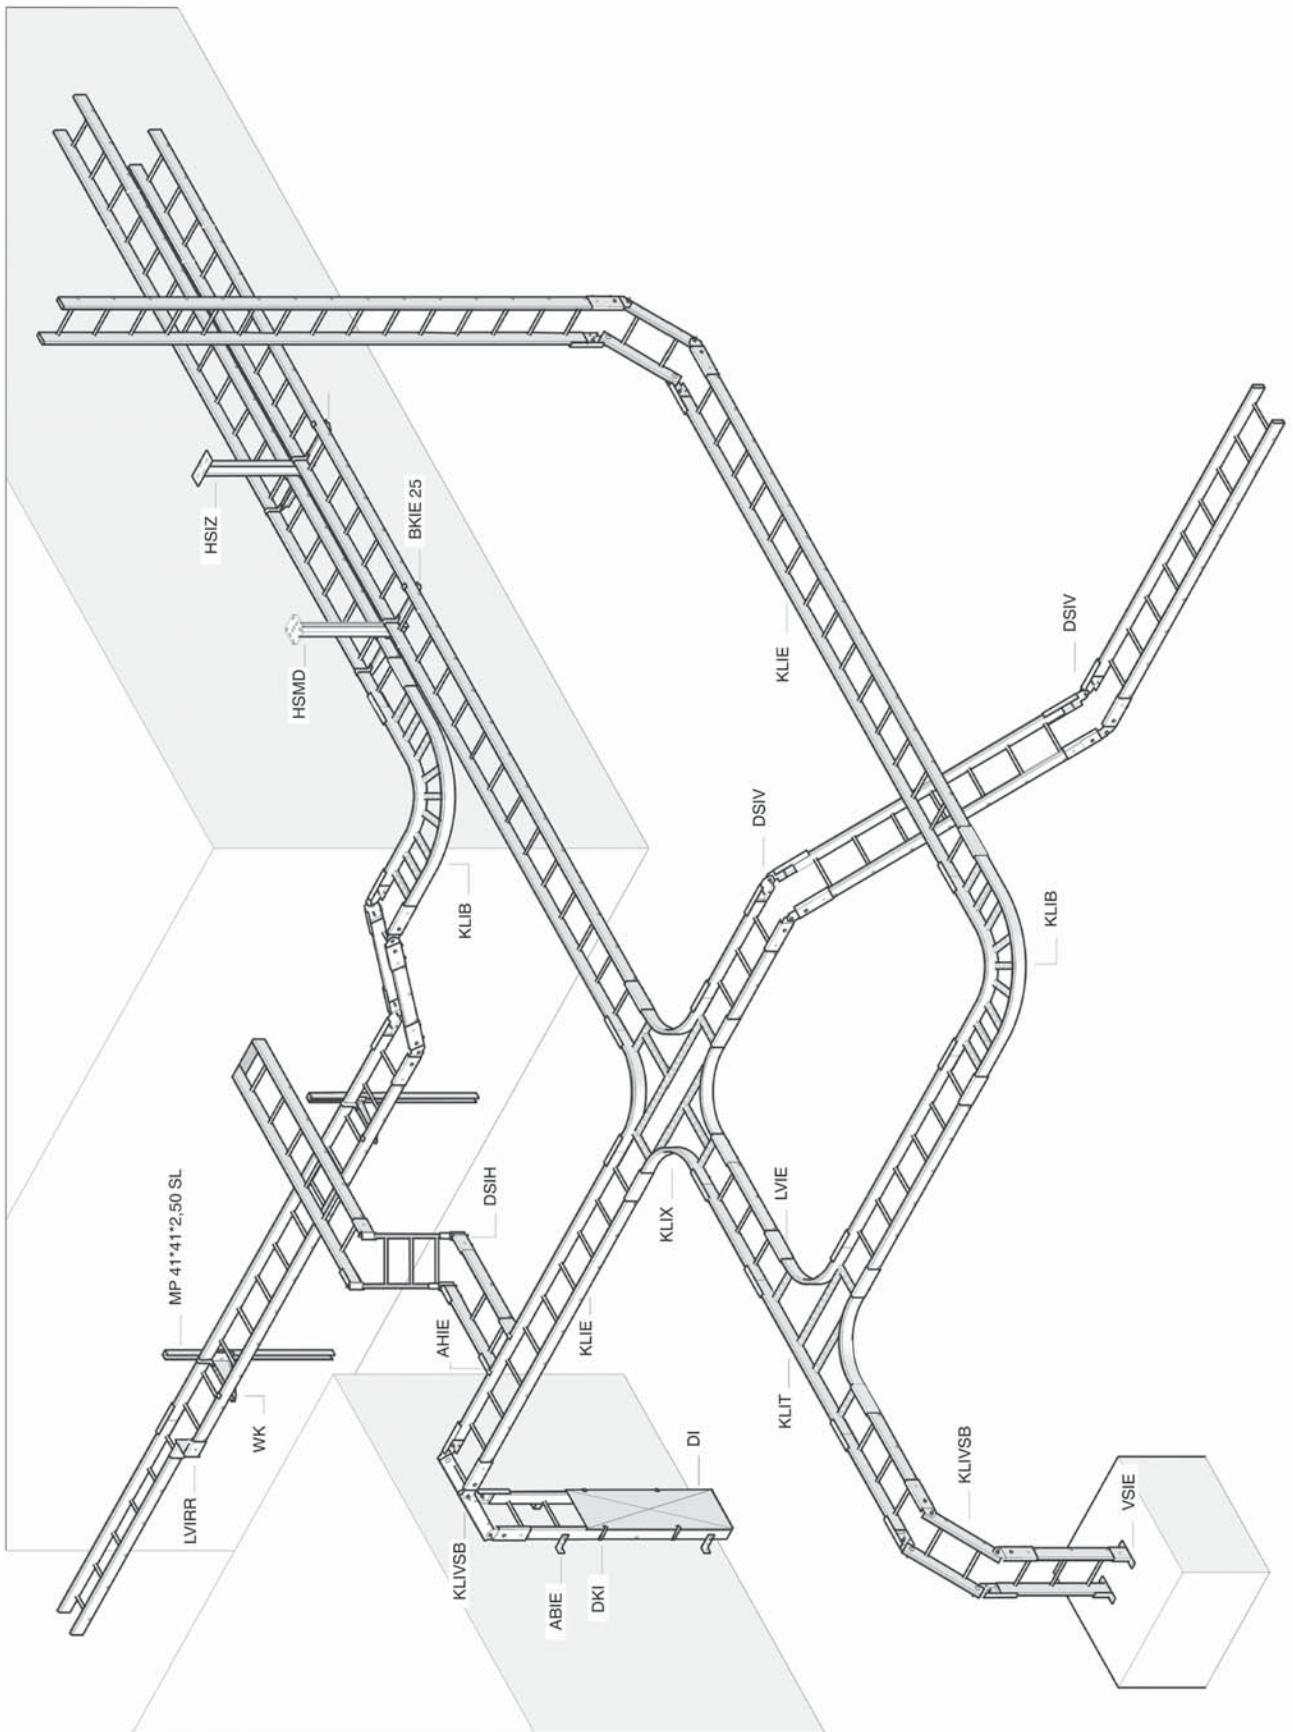 HSIZ
BKIE 25
HSMD
KLIE
DSIV
DSIV
KLIB
KLIB
MP 41*41*2,50 SL
DSIH
LVIE
KLIX
AHIE
KLIE
WK
KLIT
DI
KLIVSB
LVIRR
VSIE
KLIVSB
DKI
ABIE